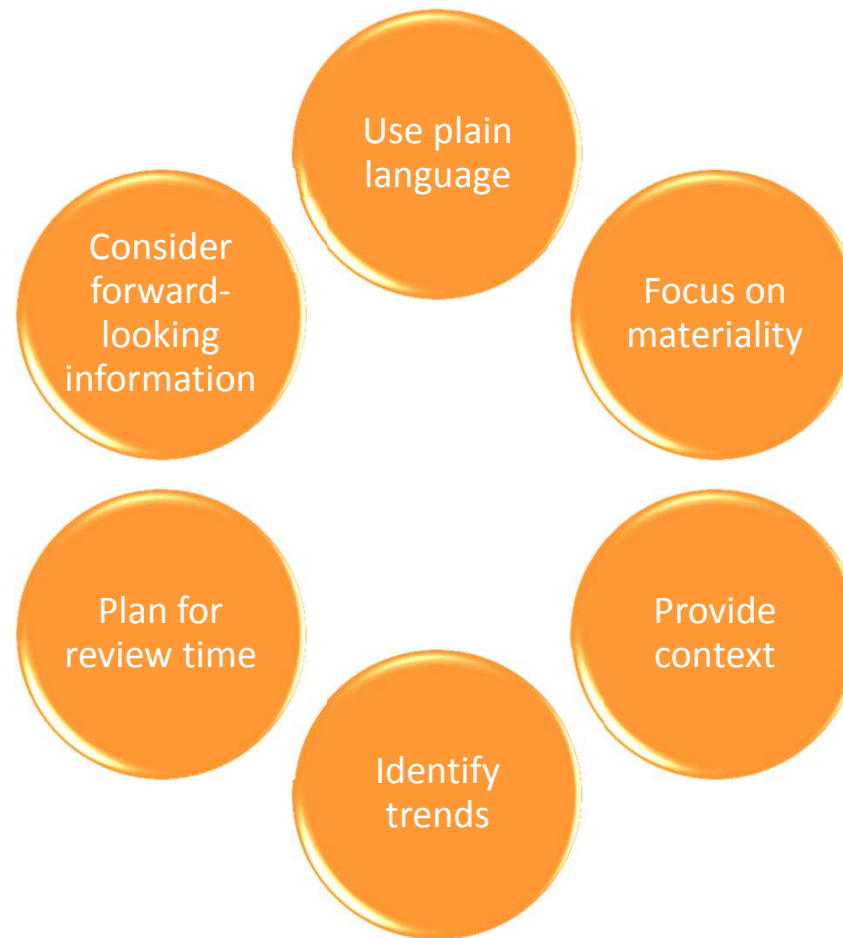 Use plain
language
Focus on
materiality
Provide
context
Identify
trends
Plan for
review time
Consider
forward-
looking
information